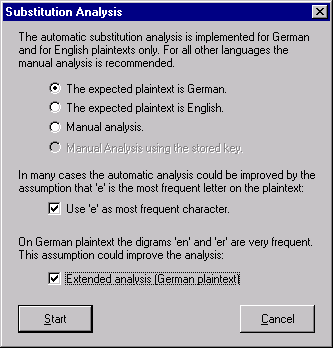 Substitution Analysis
The automatic substitution analysis is implemented for German
and for English plaintexts only. For all other languages the
manual analysis is recommended.
The expected plaintext is German.
The expected plaintext is English.
Manual analysis.
Manual Analysis using the stored key.
In many cases the automatic analysis could be improved by the
assumption that 'e' is the most frequent letter on the plaintext:
Use 'e' as most frequent character.
On German plaintext the digrams 'en' and 'er' are very frequent.
This assumption could improve the analysis:
Extended analysis (German plaintext)
Start
Cancel